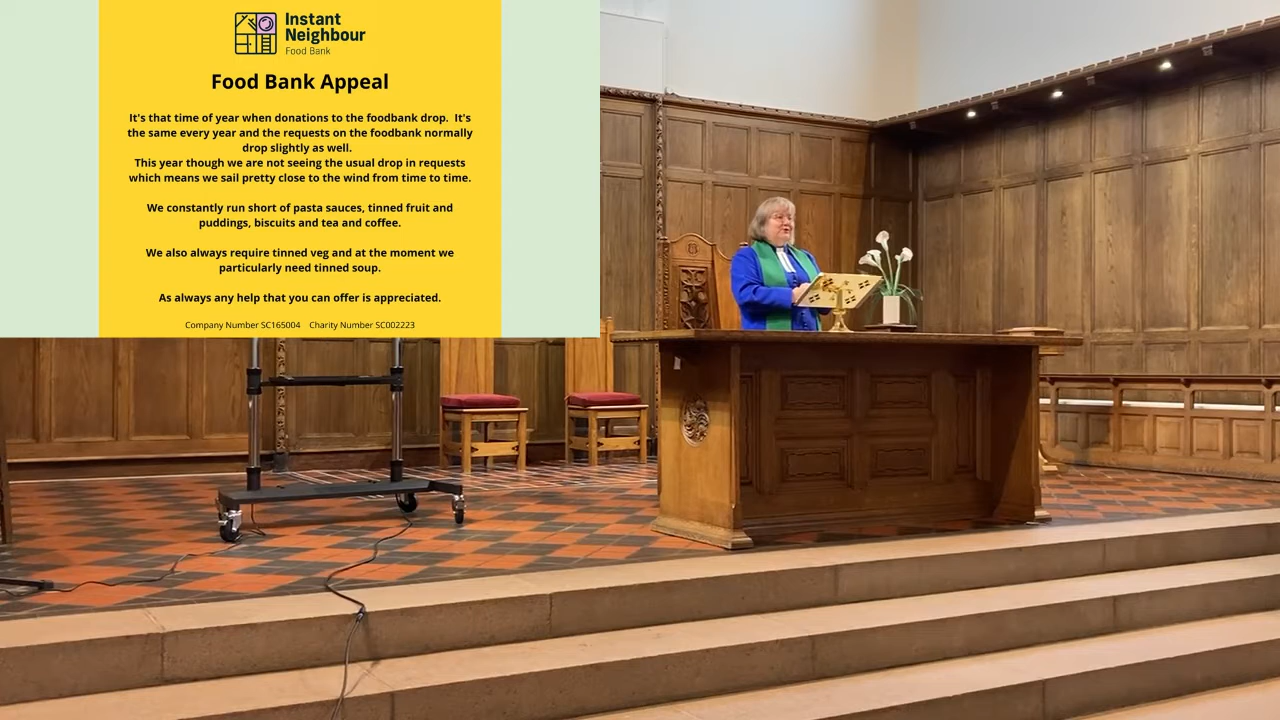 Instant
Neighbour
Food Bank
Food Bank Appeal
It's that time of year when donations to the foodbank drop. It's
the same every year and the requests on the foodbank normally
drop slightly as well.
This year though we are not seeing the usual drop in requests
which means we sail pretty close to the wind from time to time.
We constantly run short of pasta sauces, tinned fruit and
puddings, biscuits and tea and coffee.
We also always require tinned veg and at the moment we
particularly need tinned soup.
As always any help that you can offer is appreciated.
Company Number SC165004 Charity Number SC002223